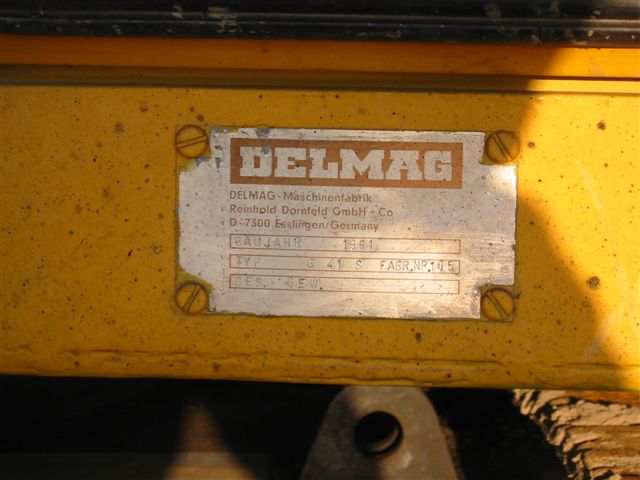 DELMAG
DELMAG - Maschinenfabrik
Reinhold Dornfeld GmbH + Co
D-7300 Esslingen/Germany
BAUJAHR 1991
TYP G 41 S FABR.NR.105
GES. GEW.